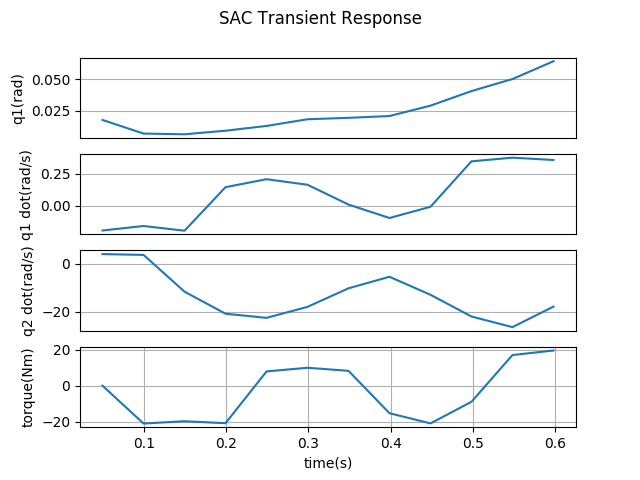 SAC Transient Response
q1(rad)
0.050
0.025
q1 dot(rad/s)
0.25
0.00
q2 dot(rad/s)
0
−20
torque(Nm)
20
0
−20
0.1 0.2 0.3 0.4 0.5 0.6
time(s)